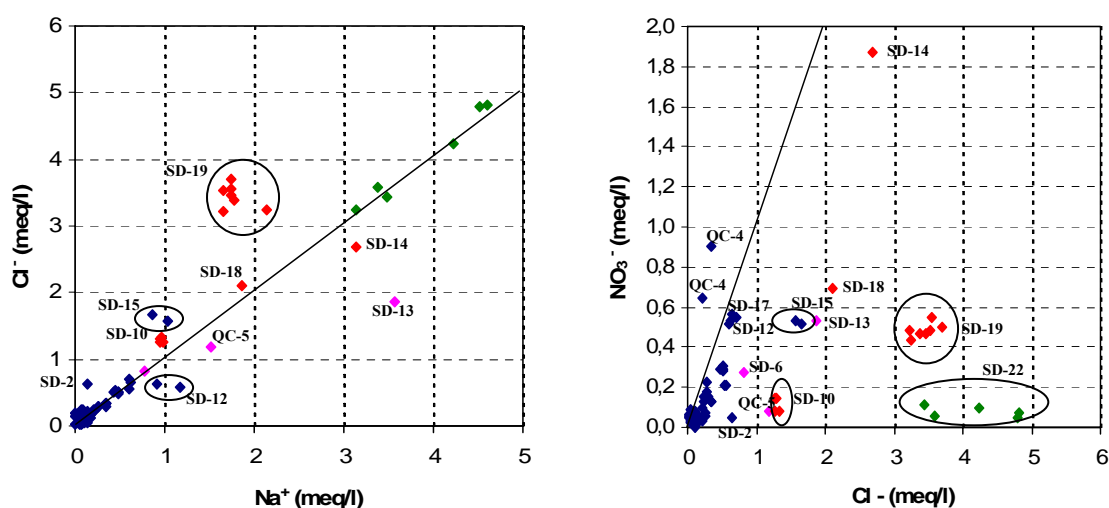 6
5
4
3
2
1
0
0 1 2 3 4 5
Cl⁻ (meq/l)
Na⁺ (meq/l)
SD-19
SD-14
SD-18
SD-13
SD-15
SD-10
QC-5
SD-2
SD-12
2,0
1,8
1,6
1,4
1,2
1,0
0,8
0,6
0,4
0,2
0,0
0 1 2 3 4 5 6
NO₃⁻ (meq/l)
Cl - (meq/l)
SD-14
QC-4
QC-4
SD-18
SD-17
SD-15
SD-12
SD-13
SD-19
SD-6
SD-22
QC-5
SD-10
SD-2